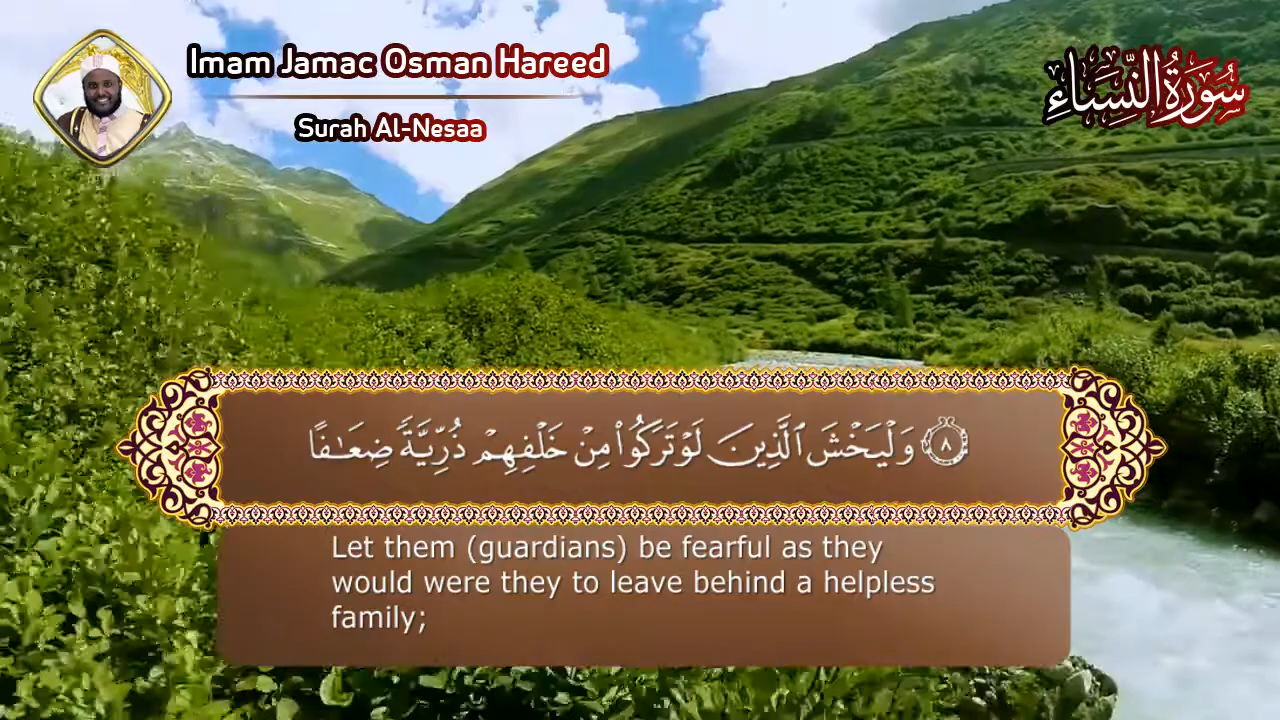 Imam Jamac Osman Hareed
Surah Al-Nesaa
سُورَةُ النِّسَاءِ
٨ وَلْيَخْشَ ٱلَّذِينَ لَوْ تَرَكُوا۟ مِنْ خَلْفِهِمْ ذُرِّيَّةً ضِعَـٰفًا
Let them (guardians) be fearful as they
would were they to leave behind a helpless
family;